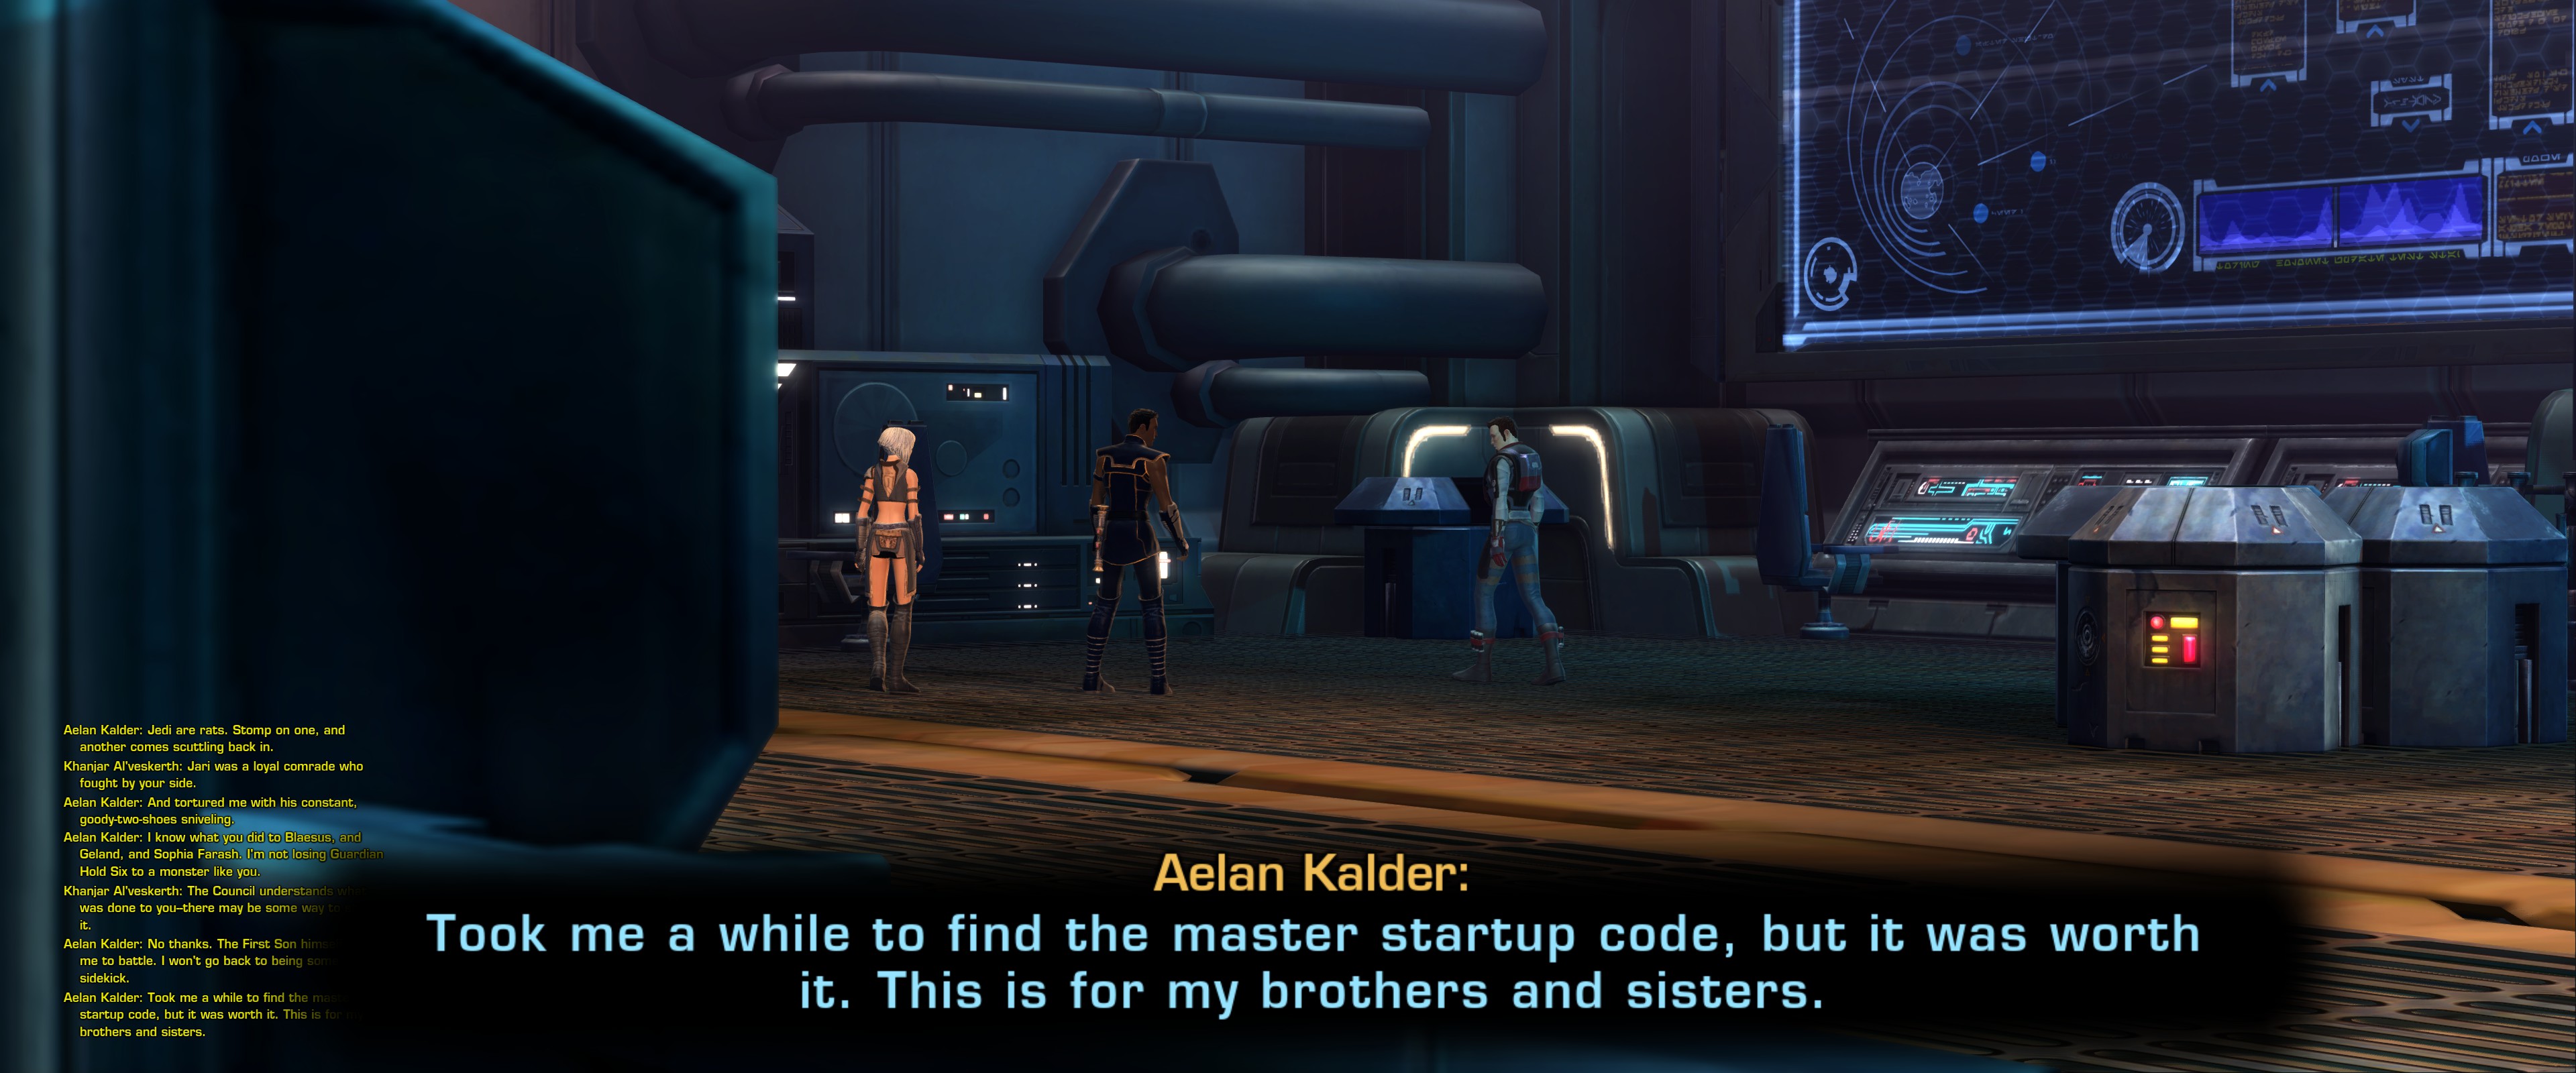 Aelan Kalder: Jedi are rats. Stomp on one, and
another comes scuttling back in.
Khanjar Al'veskerth: Jari was a loyal comrade who
fought by your side.
Aelan Kalder: And tortured me with his constant,
goody-two-shoes sniveling.
Aelan Kalder: I know what you did to Blaesus, and
Geland, and Sophia Farash. I'm not losing Guardian
Hold Six to a monster like you.
Khanjar Al'veskerth: The Council understands
was done to you–there may be some way to
it.
Aelan Kalder: No thanks. The First Son
me to battle. I won't go back to being
sidekick.
Aelan Kalder: Took me a while to find the
startup code, but it was worth it. This is for
brothers and sisters.
Aelan Kalder:
Took me a while to find the master startup code, but it was worth
it. This is for my brothers and sisters.